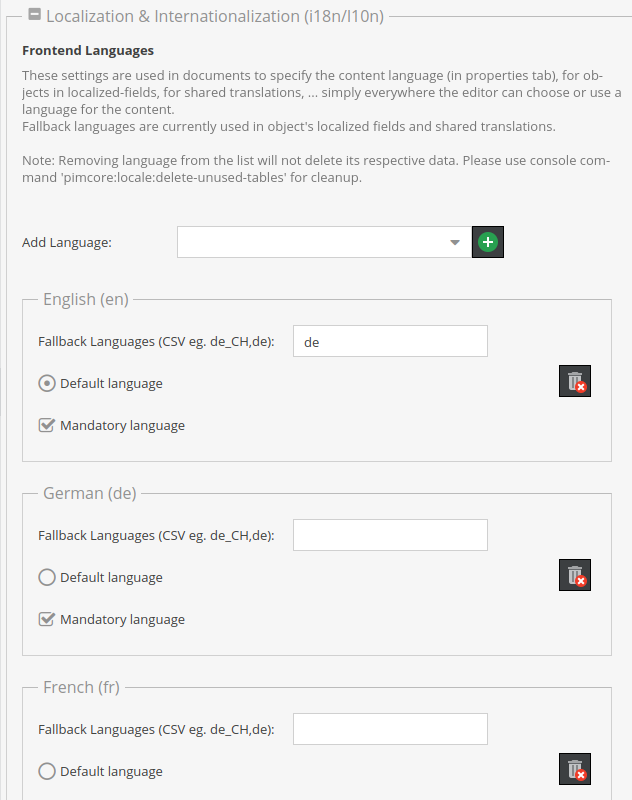 Localization & Internationalization (i18n/l10n)
Frontend Languages
These settings are used in documents to specify the content language (in properties tab), for ob-
jects in localized-fields, for shared translations, ... simply everywhere the editor can choose or use a
language for the content.
Fallback languages are currently used in object's localized fields and shared translations.
Note: Removing language from the list will not delete its respective data. Please use console com-
mand 'pimcore:locale:delete-unused-tables' for cleanup.
Add Language:
English (en)
Fallback Languages (CSV eg. de_CH,de): de
Default language
Mandatory language
German (de)
Fallback Languages (CSV eg. de_CH,de):
Default language
Mandatory language
French (fr)
Fallback Languages (CSV eg. de_CH,de):
Default language